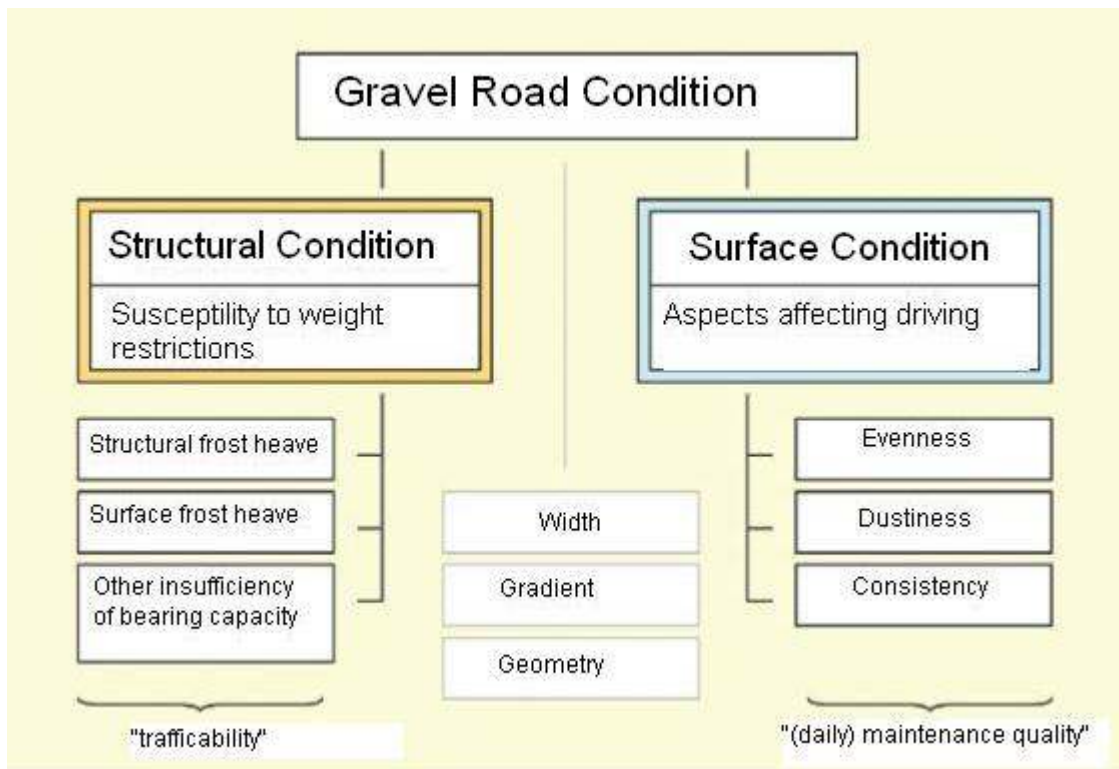 Gravel Road Condition
Structural Condition
Susceptility to weight
restrictions
Surface Condition
Aspects affecting driving
Structural frost heave
Surface frost heave
Other insufficiency
of bearing capacity
"trafficability"
Width
Gradient
Geometry
Evenness
Dustiness
Consistency
"(daily) maintenance quality"